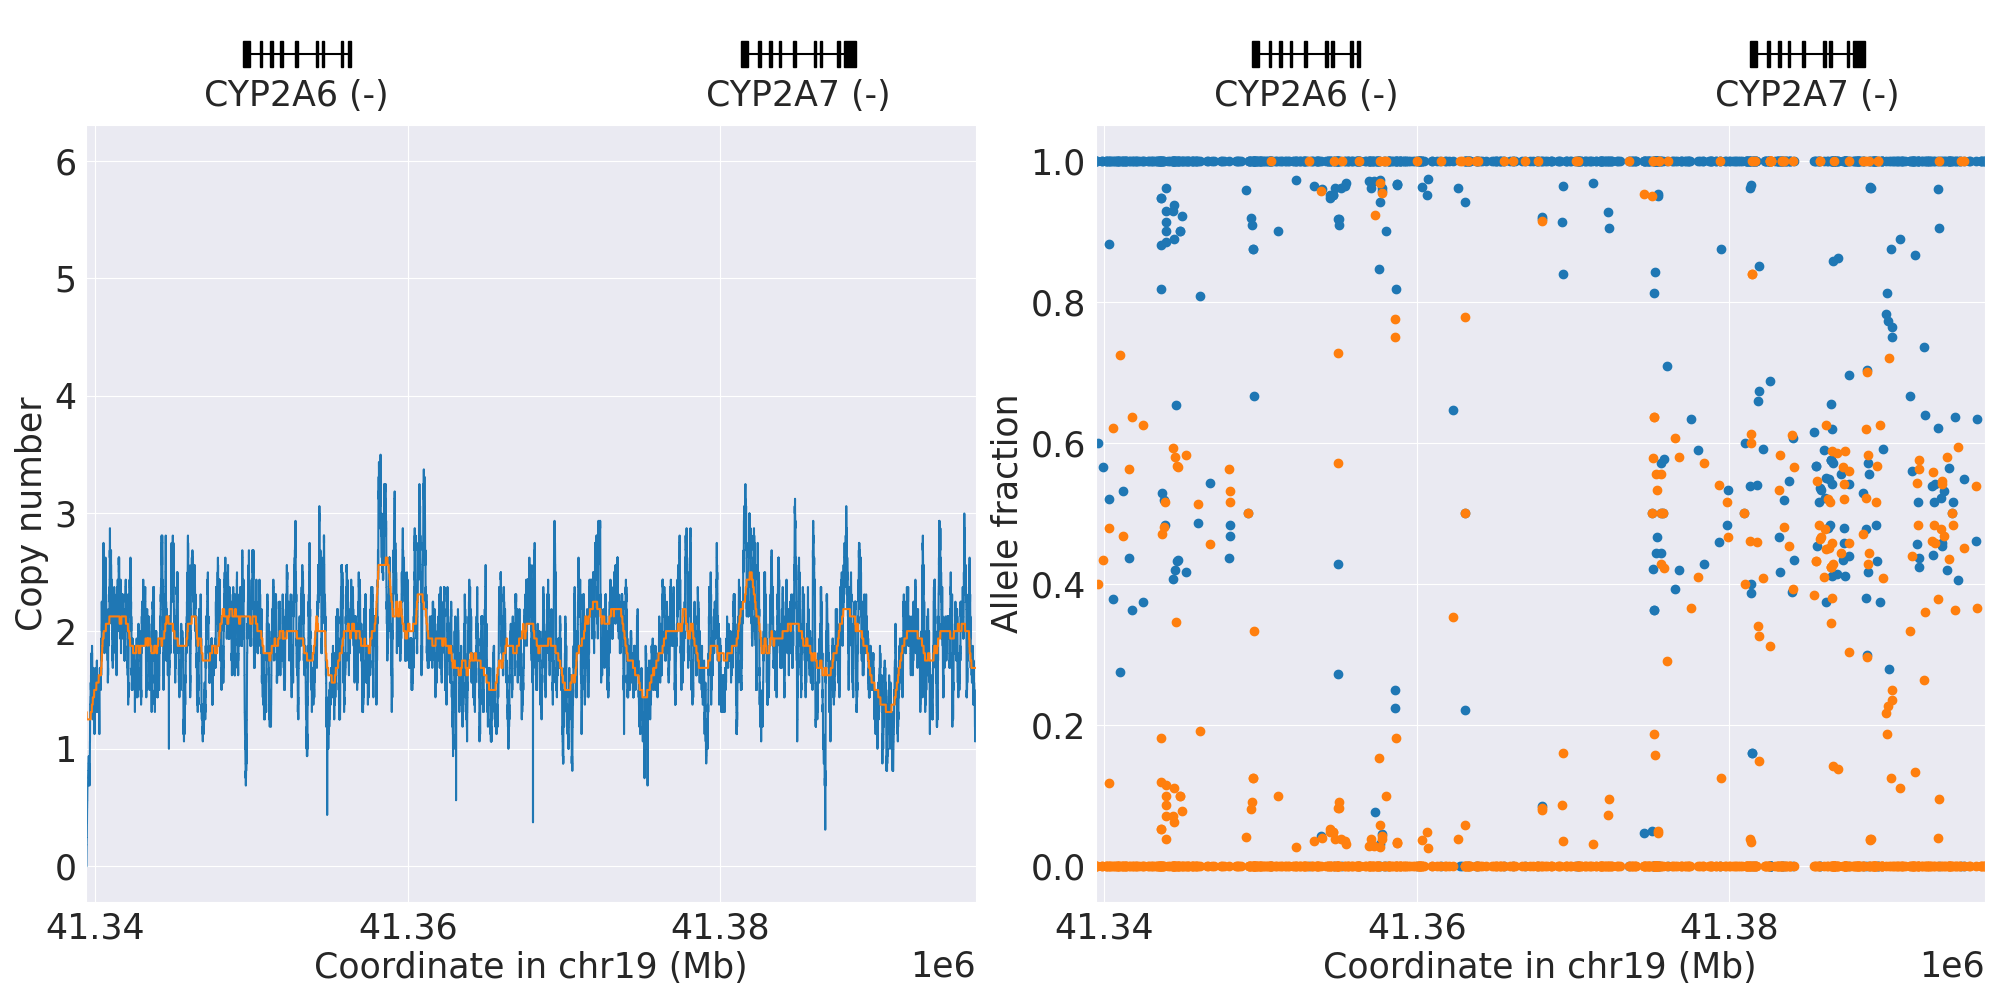 CYP2A6 (-)
CYP2A7 (-)
CYP2A6 (-)
CYP2A7 (-)
Copy number
6
5
4
3
2
1
0
41.34
41.36
41.38
Coordinate in chr19 (Mb)
1e6
Allele fraction
1.0
0.8
0.6
0.4
0.2
0.0
41.34
41.36
41.38
Coordinate in chr19 (Mb)
1e6